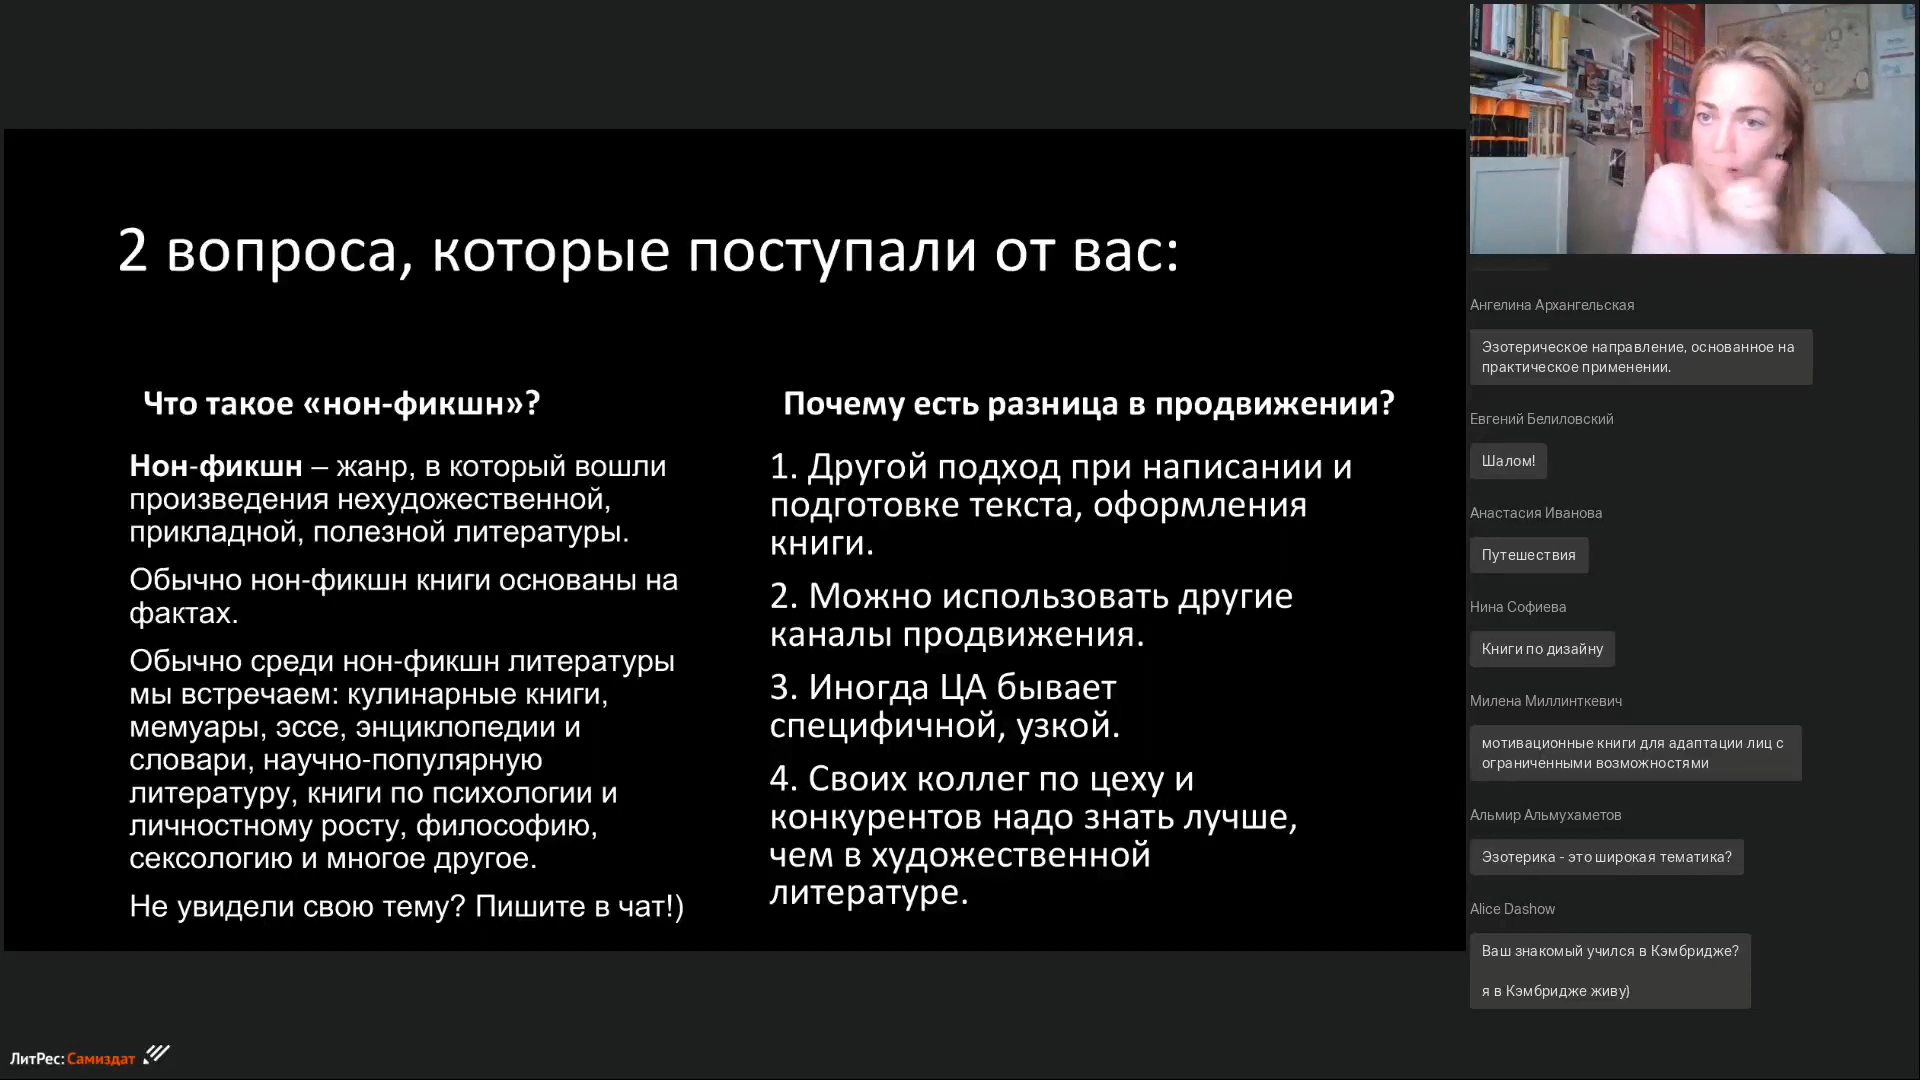 2 вопроса, которые поступали от вас:
Что такое «нон-фикшн»?
Нон-фикшн – жанр, в который вошли
произведения нехудожественной,
прикладной, полезной литературы.
Обычно нон-фикшн книги основаны на
фактах.
Обычно среди нон-фикшн литературы
мы встречаем: кулинарные книги,
мемуары, эссе, энциклопедии и
словари, научно-популярную
литературу, книги по психологии и
личностному росту, философию,
сексологию и многое другое.
Не увидели свою тему? Пишите в чат!)
Почему есть разница в продвижении?
1. Другой подход при написании и
подготовке текста, оформления
книги.
2. Можно использовать другие
каналы продвижения.
3. Иногда ЦА бывает
специфичной, узкой.
4. Своих коллег по цеху и
конкурентов надо знать лучше,
чем в художественной
литературе.
Ангелина Архангельская
Эзотерическое направление, основанное на
практическое применении.
Евгений Белиловский
Шалом!
Анастасия Иванова
Путешествия
Нина Софиева
Книги по дизайну
Милена Миллинткевич
мотивационные книги для адаптации лиц с
ограниченными возможностями
Альмир Альмухаметов
Эзотерика - это широкая тематика?
Alice Dashow
Ваш знакомый учился в Кэмбридже?
я в Кэмбридже живу)
ЛитРес: Самиздат